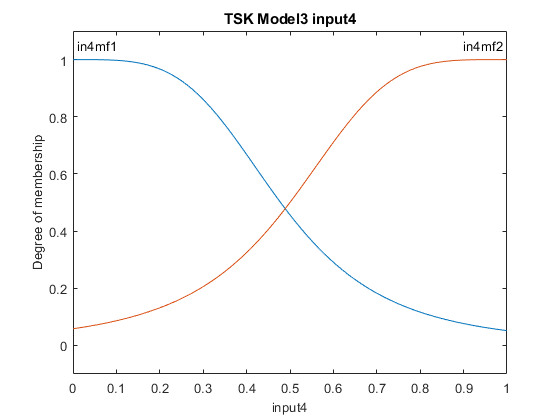 TSK Model3 input4
in4mf1
in4mf2
1
0.8
0.6
0.4
0.2
0
Degree of membership
0 0.1 0.2 0.3 0.4 0.5 0.6 0.7 0.8 0.9 1
input4